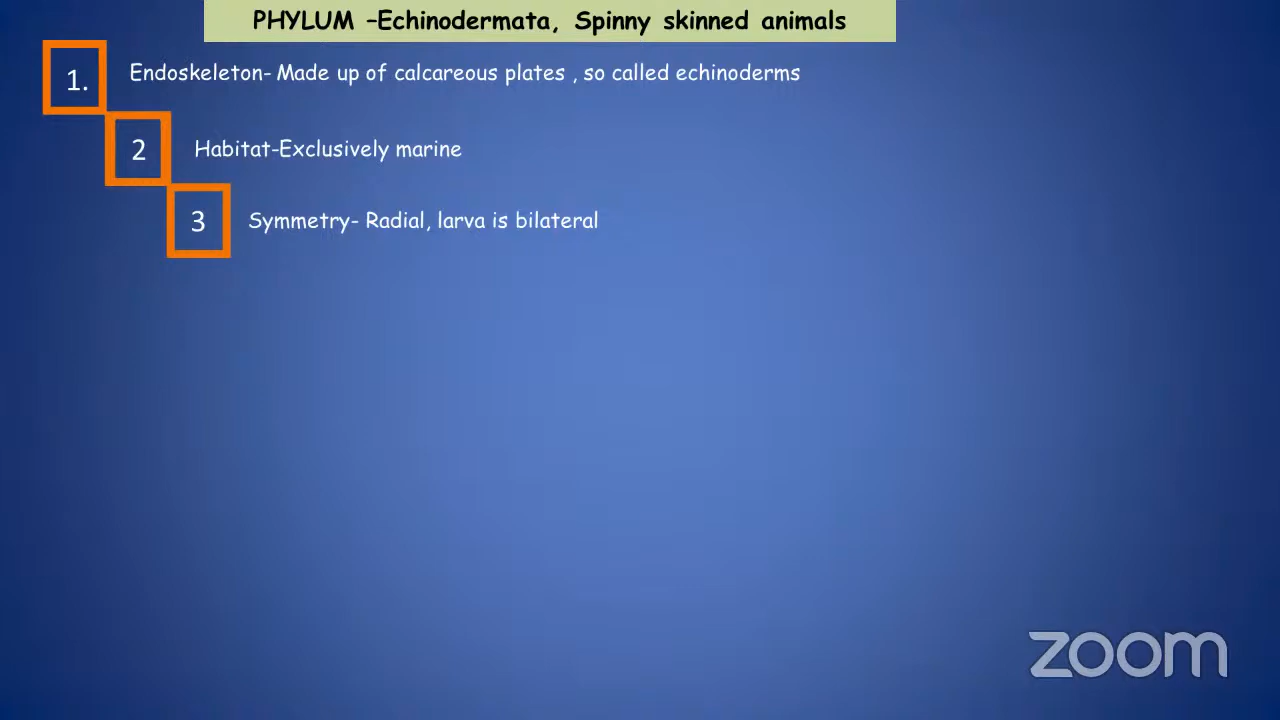 PHYLUM –Echinodermata, Spinny skinned animals
1. Endoskeleton- Made up of calcareous plates , so called echinoderms
2 Habitat-Exclusively marine
3 Symmetry- Radial, larva is bilateral
zoom